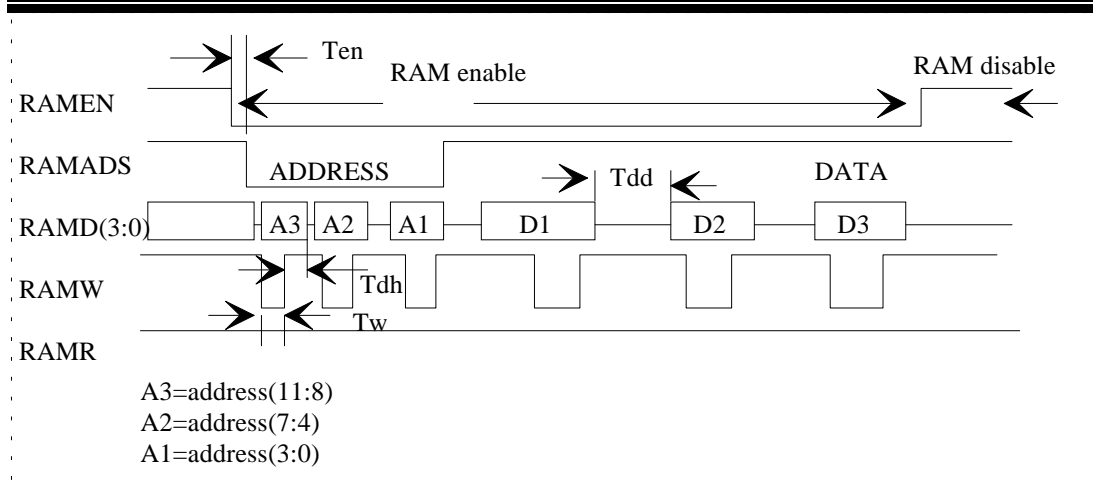 Ten
RAM enable
RAM disable
RAMEN
RAMADS
ADDRESS
Tdd
DATA
RAMD(3:0)
A3 A2 A1 D1 D2 D3
RAMW
Tdh
Tw
RAMR
A3=address(11:8)
A2=address(7:4)
A1=address(3:0)